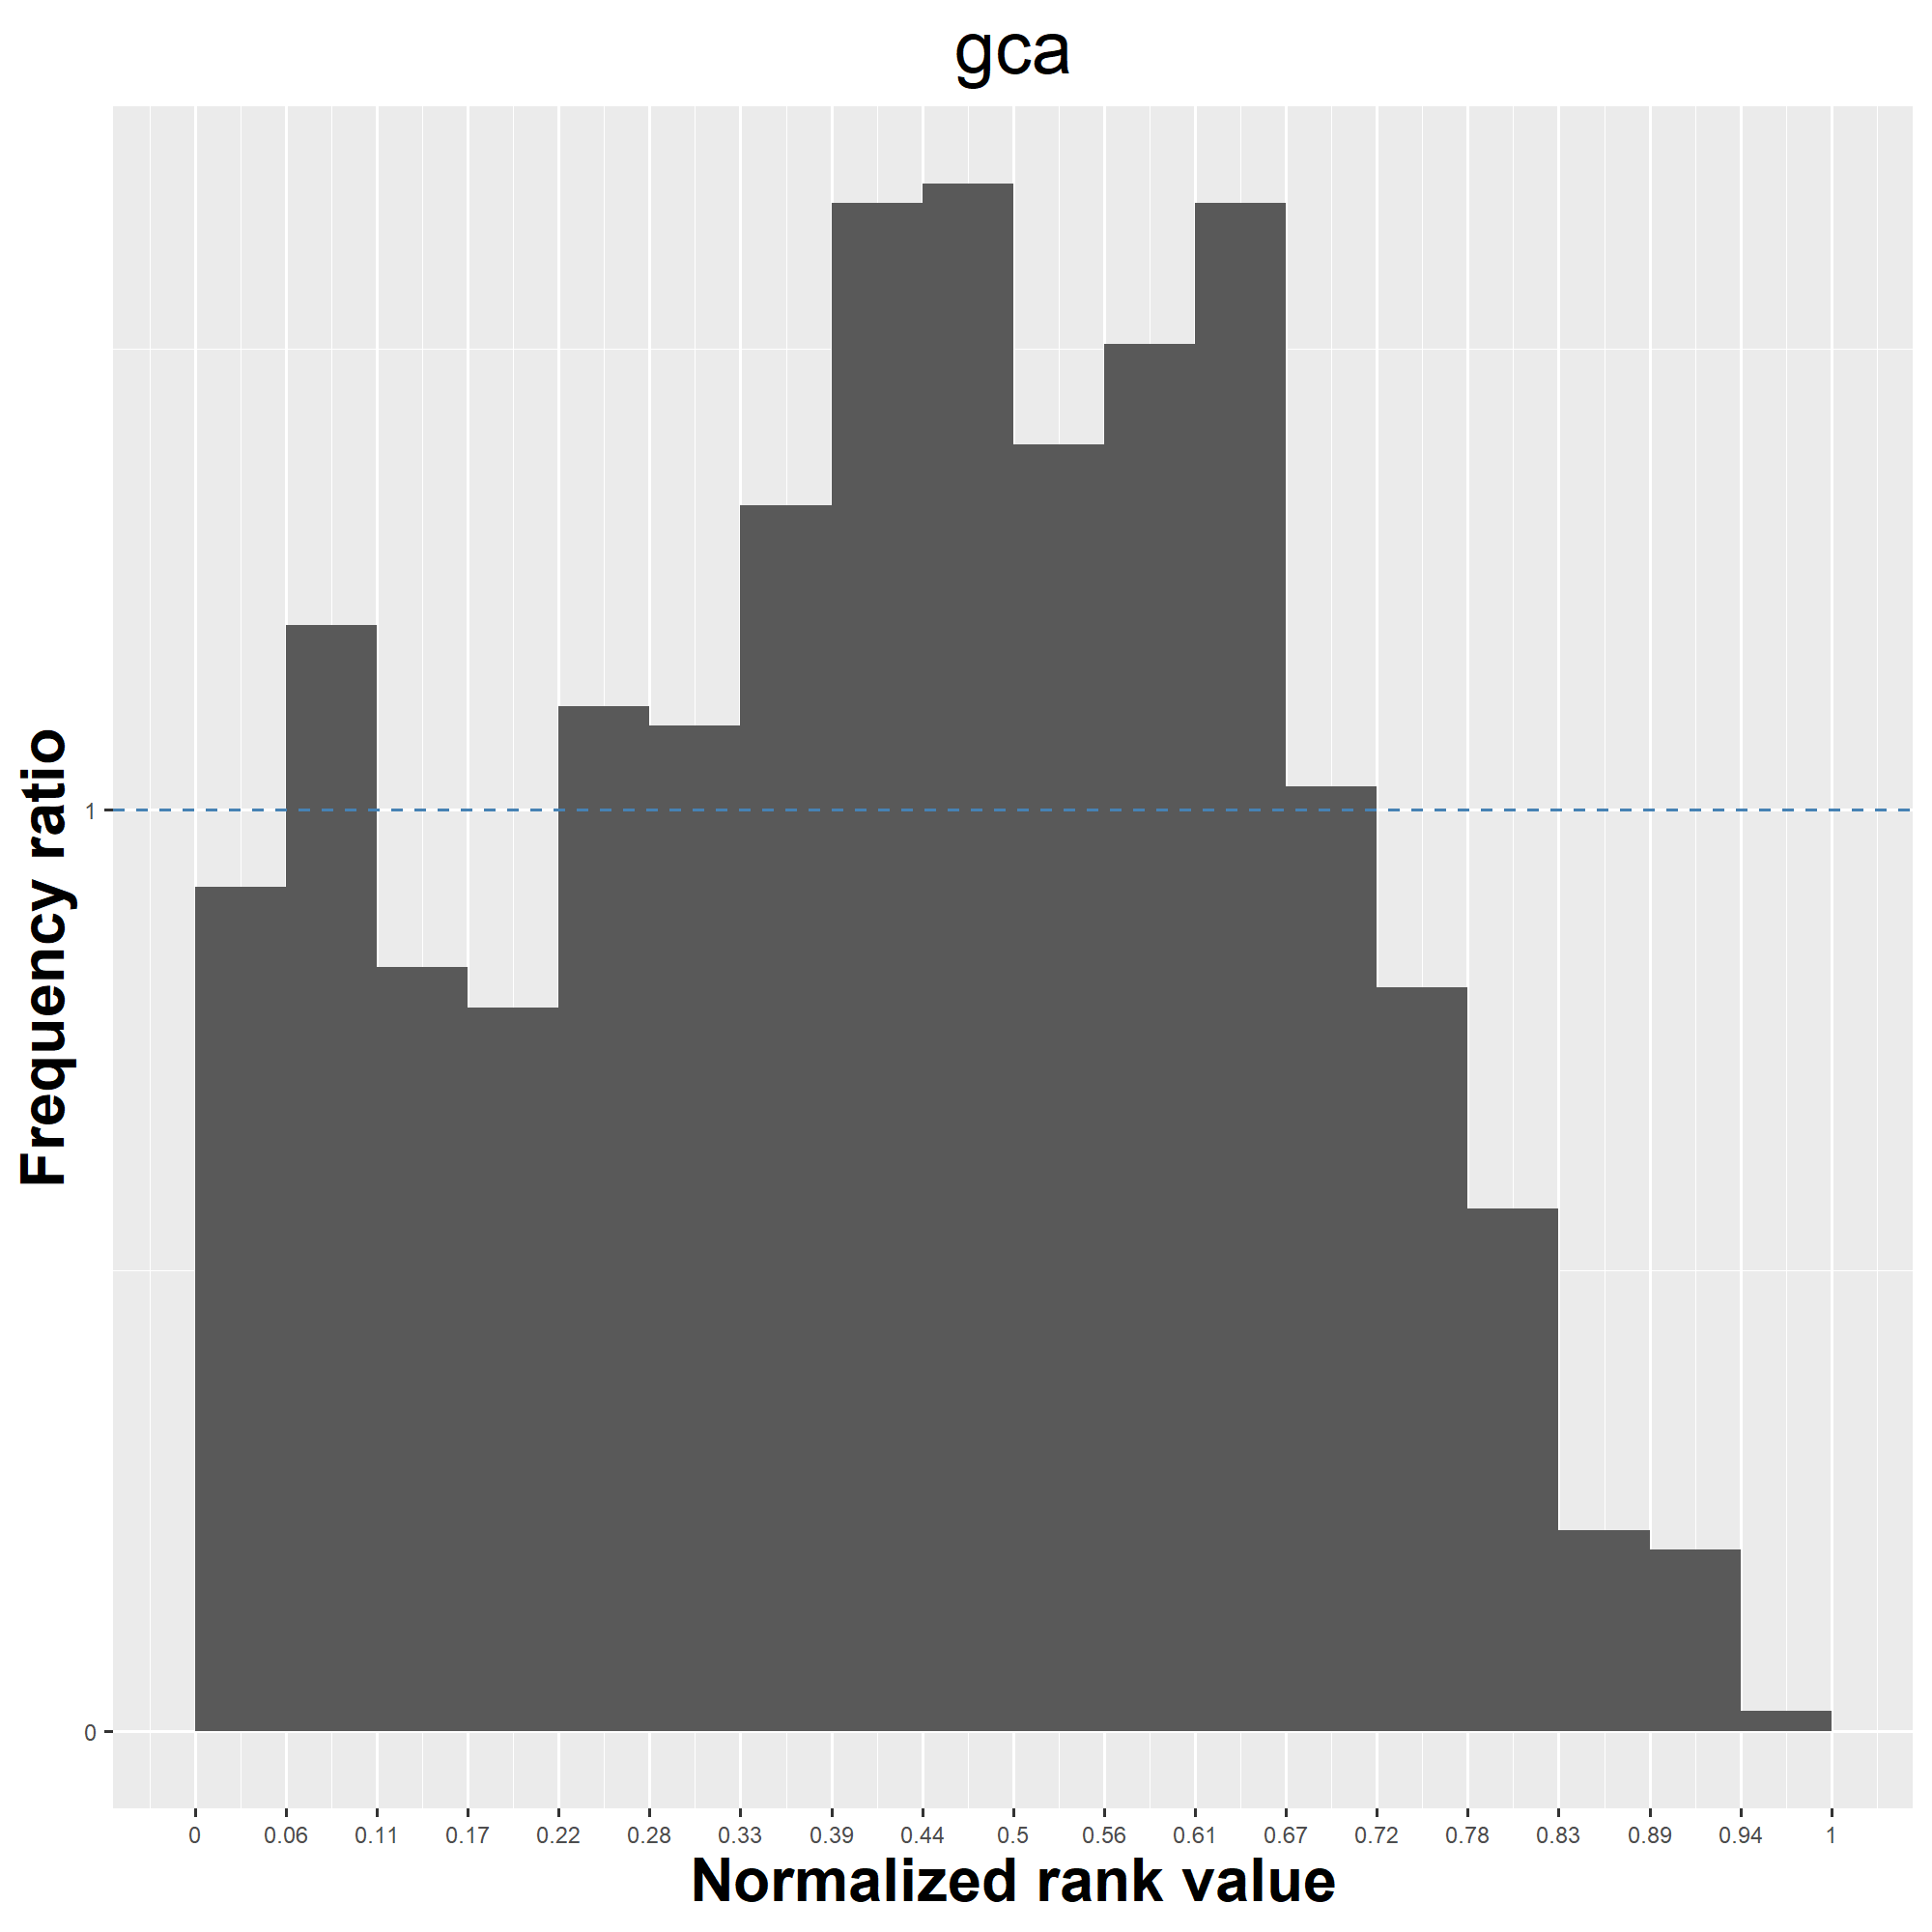 gca
Frequency ratio
1
0
0 0.06 0.11 0.17 0.22 0.28 0.33 0.39 0.44 0.5 0.56 0.61 0.67 0.72 0.78 0.83 0.89 0.94 1
Normalized rank value